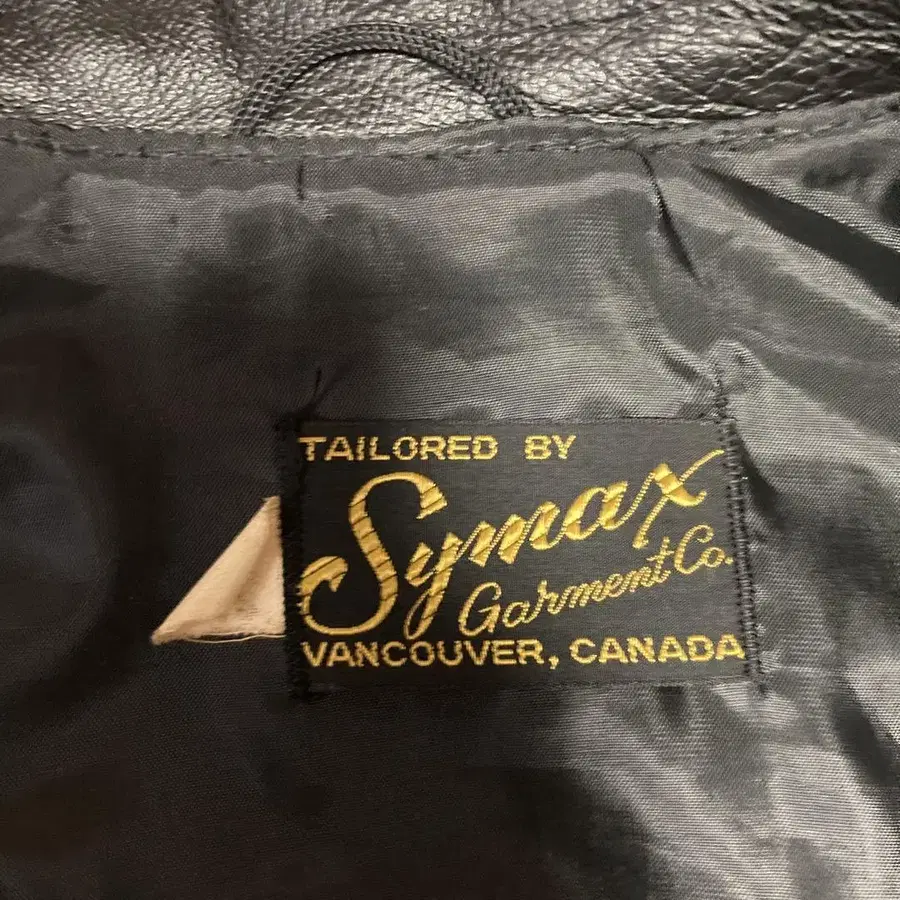 TAILORED BY
Symax
Garment Co.
VANCOUVER, CANADA